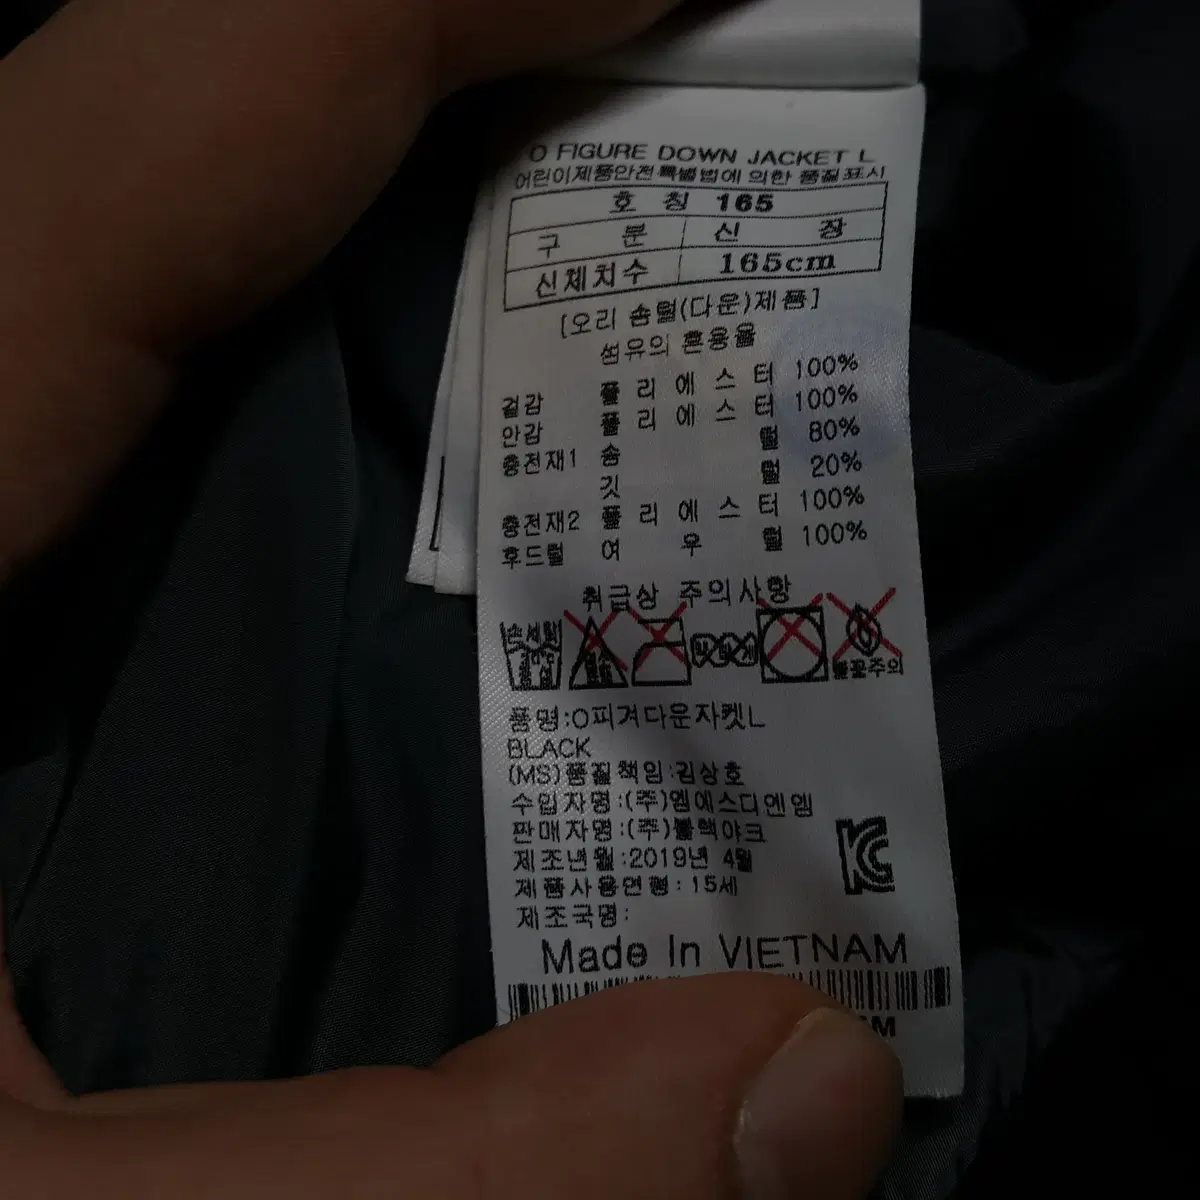 O FIGURE DOWN JACKET L
어린이제품안전특별법에 의한 품질표시
호 칭 165
구 분 신 장
신체치수 165cm
[오리 솜털(다운)제품]
섬유의 혼용율
겉감 폴리에스터 100%
안감 폴리에스터 100%
충전재1 솜털 80%
깃털 20%
충전재2 폴리에스터 100%
후드털 여우털 100%
취급상 주의사항
손세탁
불꽃주의
품명:O피겨다운자켓L
BLACK
(MS)품질책임:김상호
수입자명:(주)엠에스디엔엠
판매자명:(주)블랙야크
제조년월:2019년 4월
제품사용연령:15세
제조국명:
Made In VIETNAM